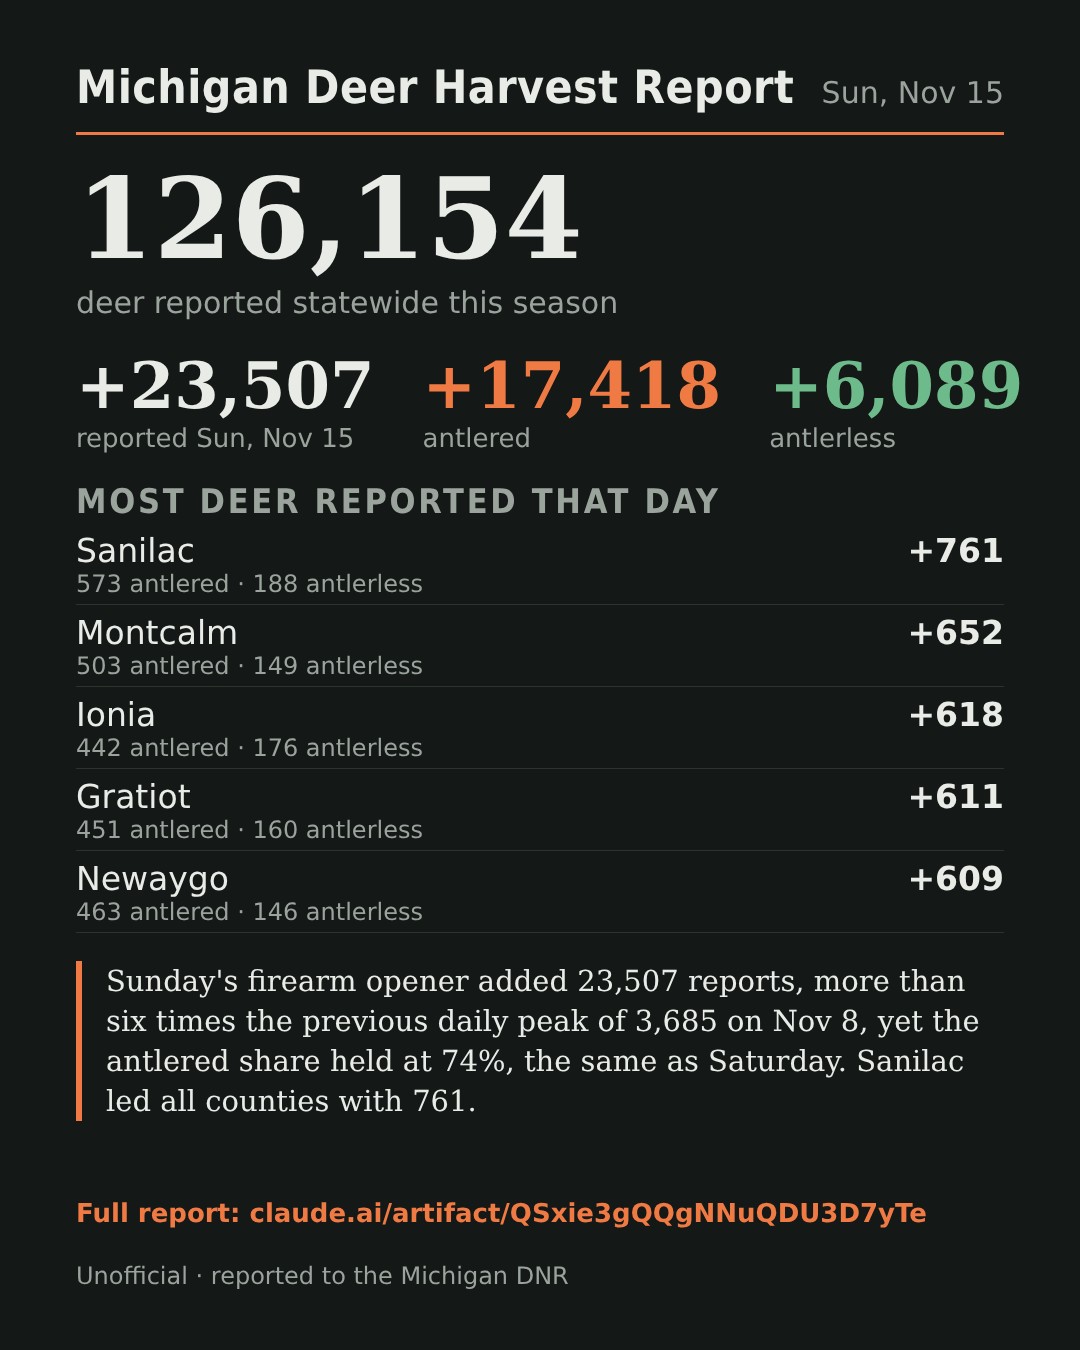 Michigan Deer Harvest Report Sun, Nov 15
126,154
deer reported statewide this season
+23,507 +17,418 +6,089
reported Sun, Nov 15 antlered antlerless
MOST DEER REPORTED THAT DAY
Sanilac +761
573 antlered · 188 antlerless
Montcalm +652
503 antlered · 149 antlerless
Ionia +618
442 antlered · 176 antlerless
Gratiot +611
451 antlered · 160 antlerless
Newaygo +609
463 antlered · 146 antlerless
Sunday's firearm opener added 23,507 reports, more than
six times the previous daily peak of 3,685 on Nov 8, yet the
antlered share held at 74%, the same as Saturday. Sanilac
led all counties with 761.
Full report: claude.ai/artifact/QSxie3gQQgNNuQDU3D7yTe
Unofficial · reported to the Michigan DNR